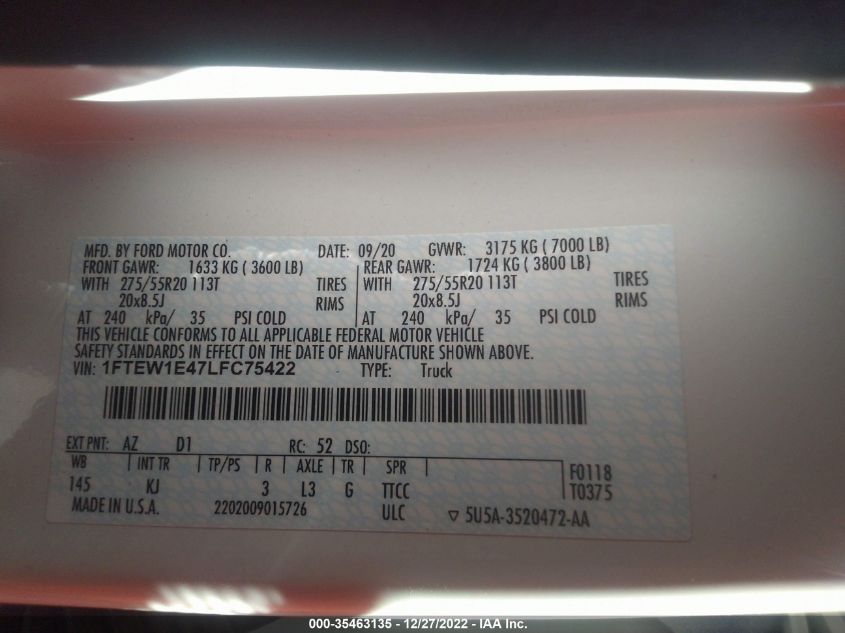 MFD. BY FORD MOTOR CO. DATE: 09/20 GVWR: 3175 KG ( 7000 LB)
FRONT GAWR: 1633 KG ( 3600 LB) REAR GAWR: 1724 KG ( 3800 LB)
WITH 275/55R20 113T TIRES WITH 275/55R20 113T TIRES
20x8.5J RIMS 20x8.5J RIMS
AT 240 kPa/ 35 PSI COLD AT 240 kPa/ 35 PSI COLD
THIS VEHICLE CONFORMS TO ALL APPLICABLE FEDERAL MOTOR VEHICLE
SAFETY STANDARDS IN EFFECT ON THE DATE OF MANUFACTURE SHOWN ABOVE.
VIN: 1FTEW1E47LFC75422 TYPE: Truck
EXT PNT: AZ D1 RC: 52 DSO:
WB INT TR TP/PS R AXLE TR SPR F0118
145 KJ 3 L3 G TTCC T0375
MADE IN U.S.A. 2202009015726 ULC ▽ 5U5A-3520472-AA
000-35463135 - 12/27/2022 - IAA Inc.